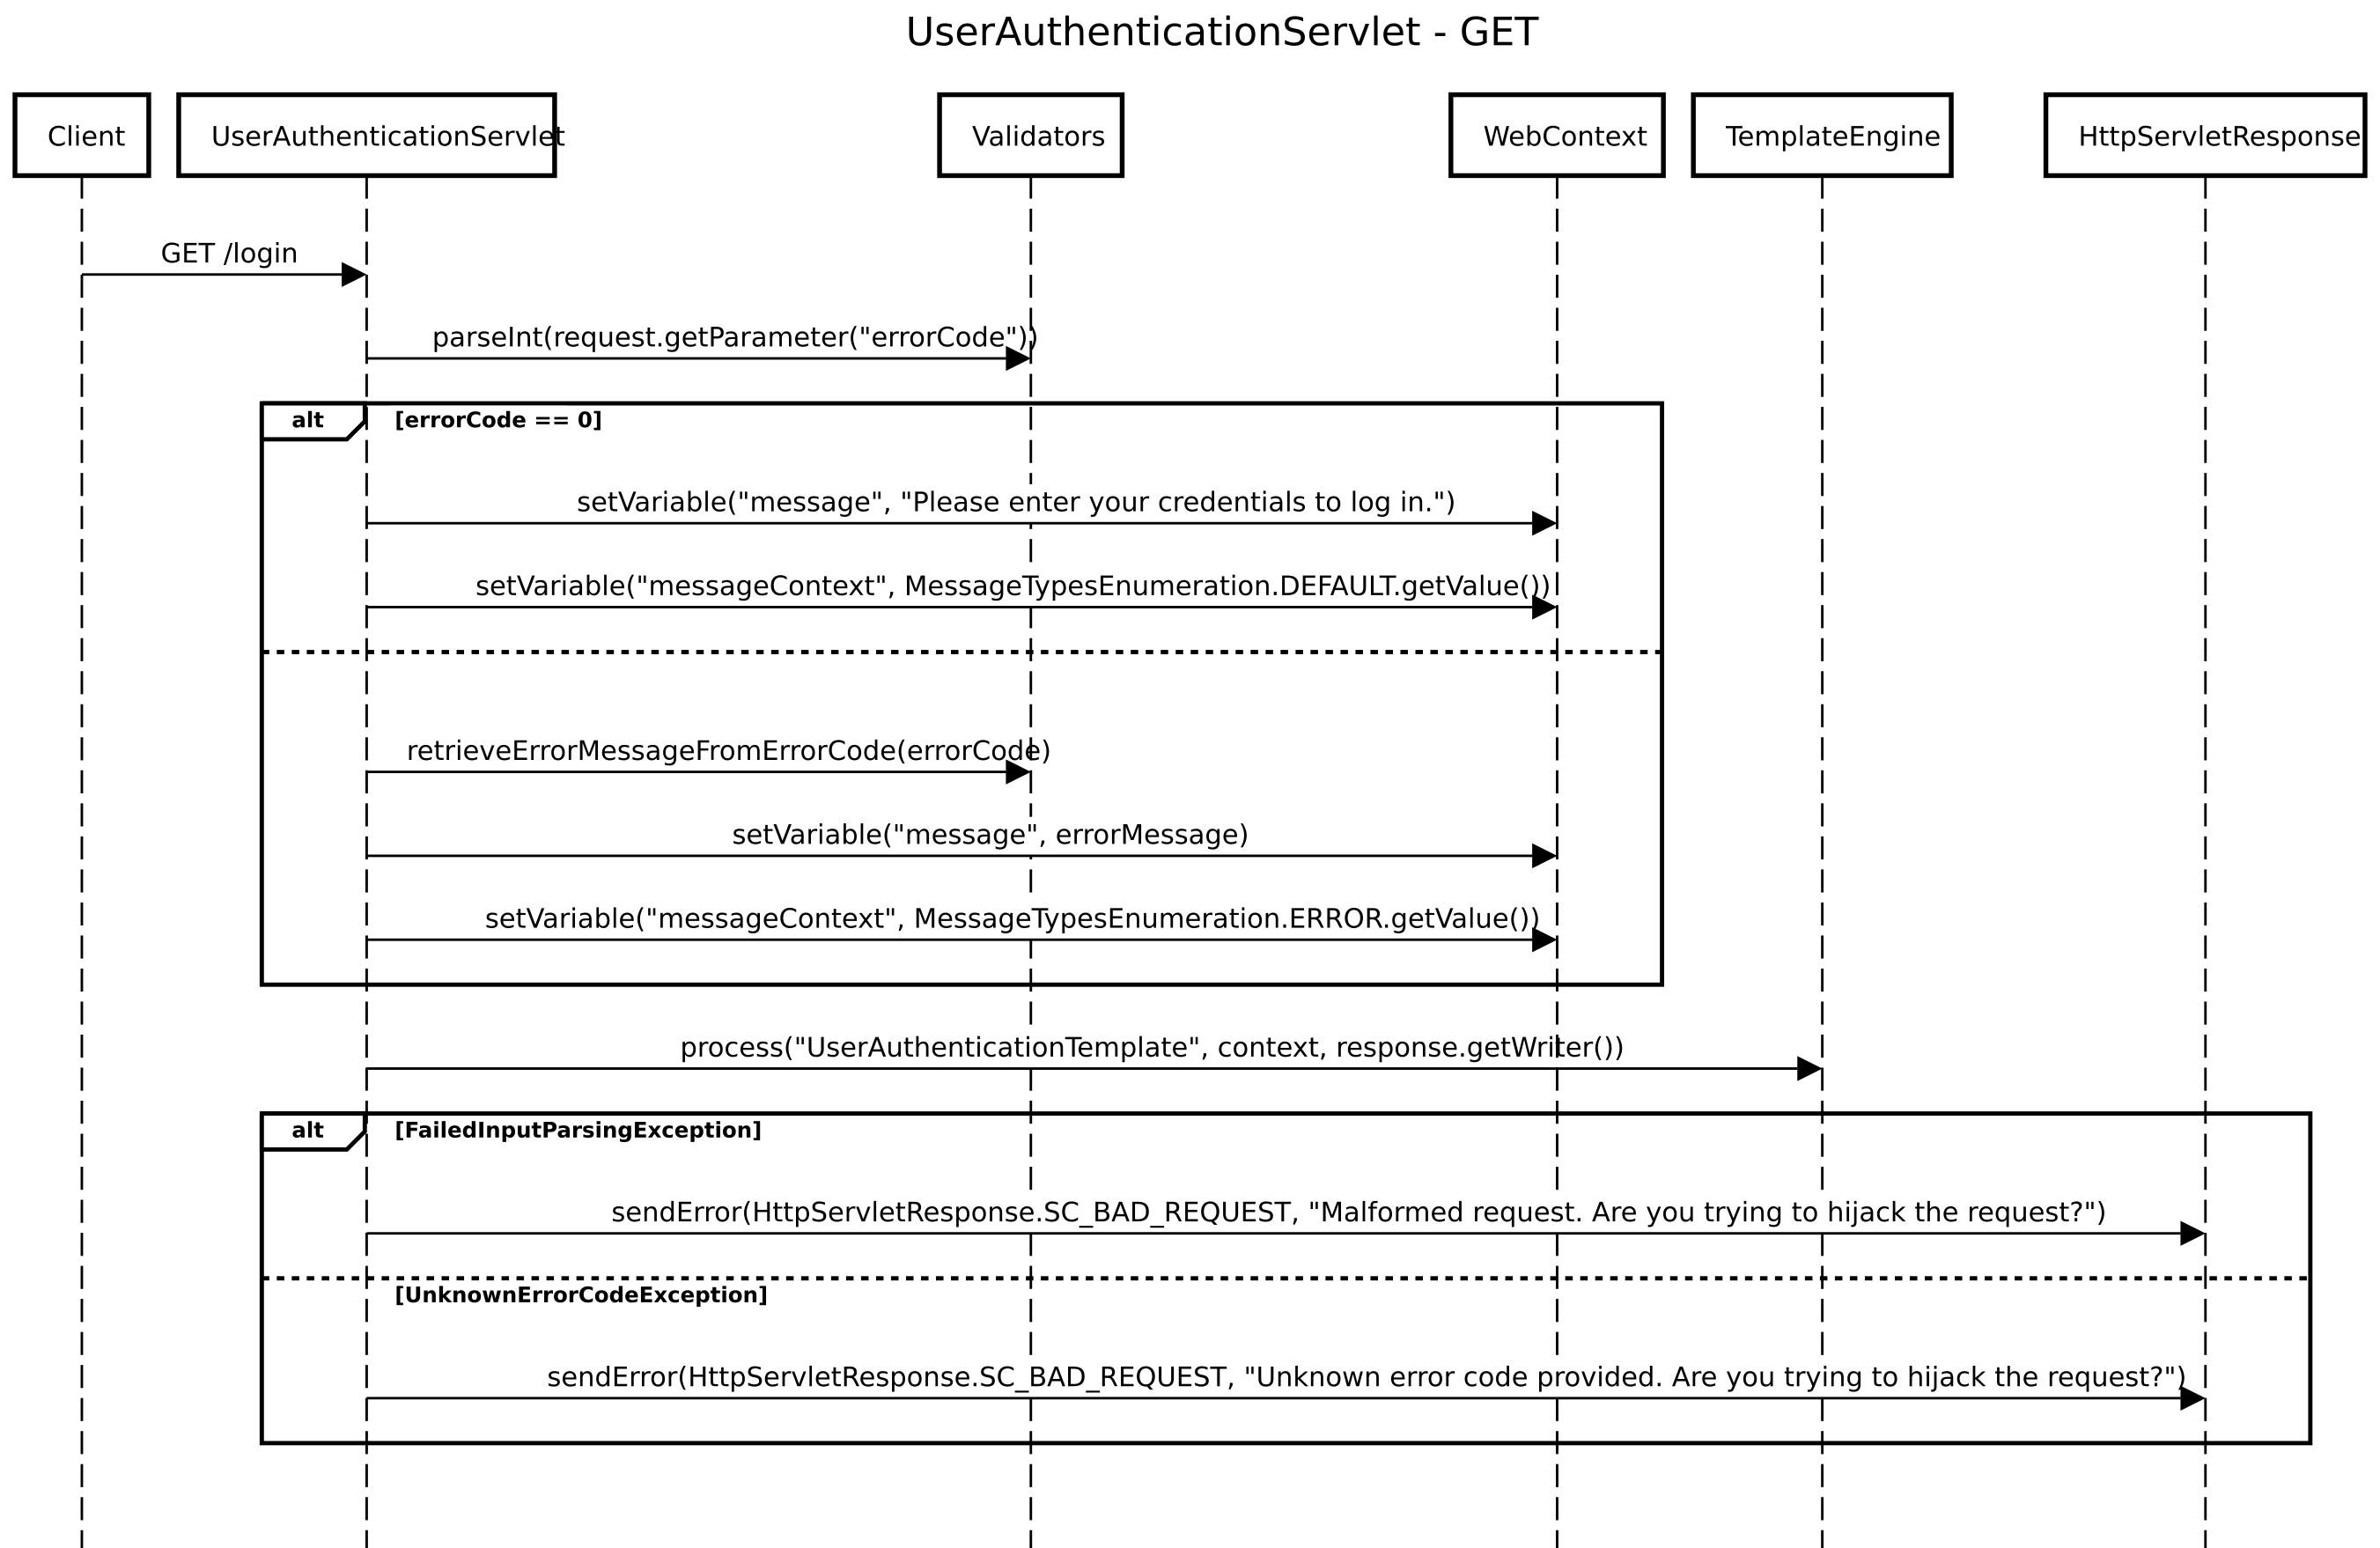 UserAuthenticationServlet - GET
Client
UserAuthenticationServlet
Validators
WebContext
TemplateEngine
HttpServletResponse
GET /login
parseInt(request.getParameter("errorCode"))
alt
[errorCode == 0]
setVariable("message", "Please enter your credentials to log in.")
setVariable("messageContext", MessageTypesEnumeration.DEFAULT.getValue())
retrieveErrorMessageFromErrorCode(errorCode)
setVariable("message", errorMessage)
setVariable("messageContext", MessageTypesEnumeration.ERROR.getValue())
process("UserAuthenticationTemplate", context, response.getWriter())
alt
[FailedInputParsingException]
sendError(HttpServletResponse.SC_BAD_REQUEST, "Malformed request. Are you trying to hijack the request?")
[UnknownErrorCodeException]
sendError(HttpServletResponse.SC_BAD_REQUEST, "Unknown error code provided. Are you trying to hijack the request?")